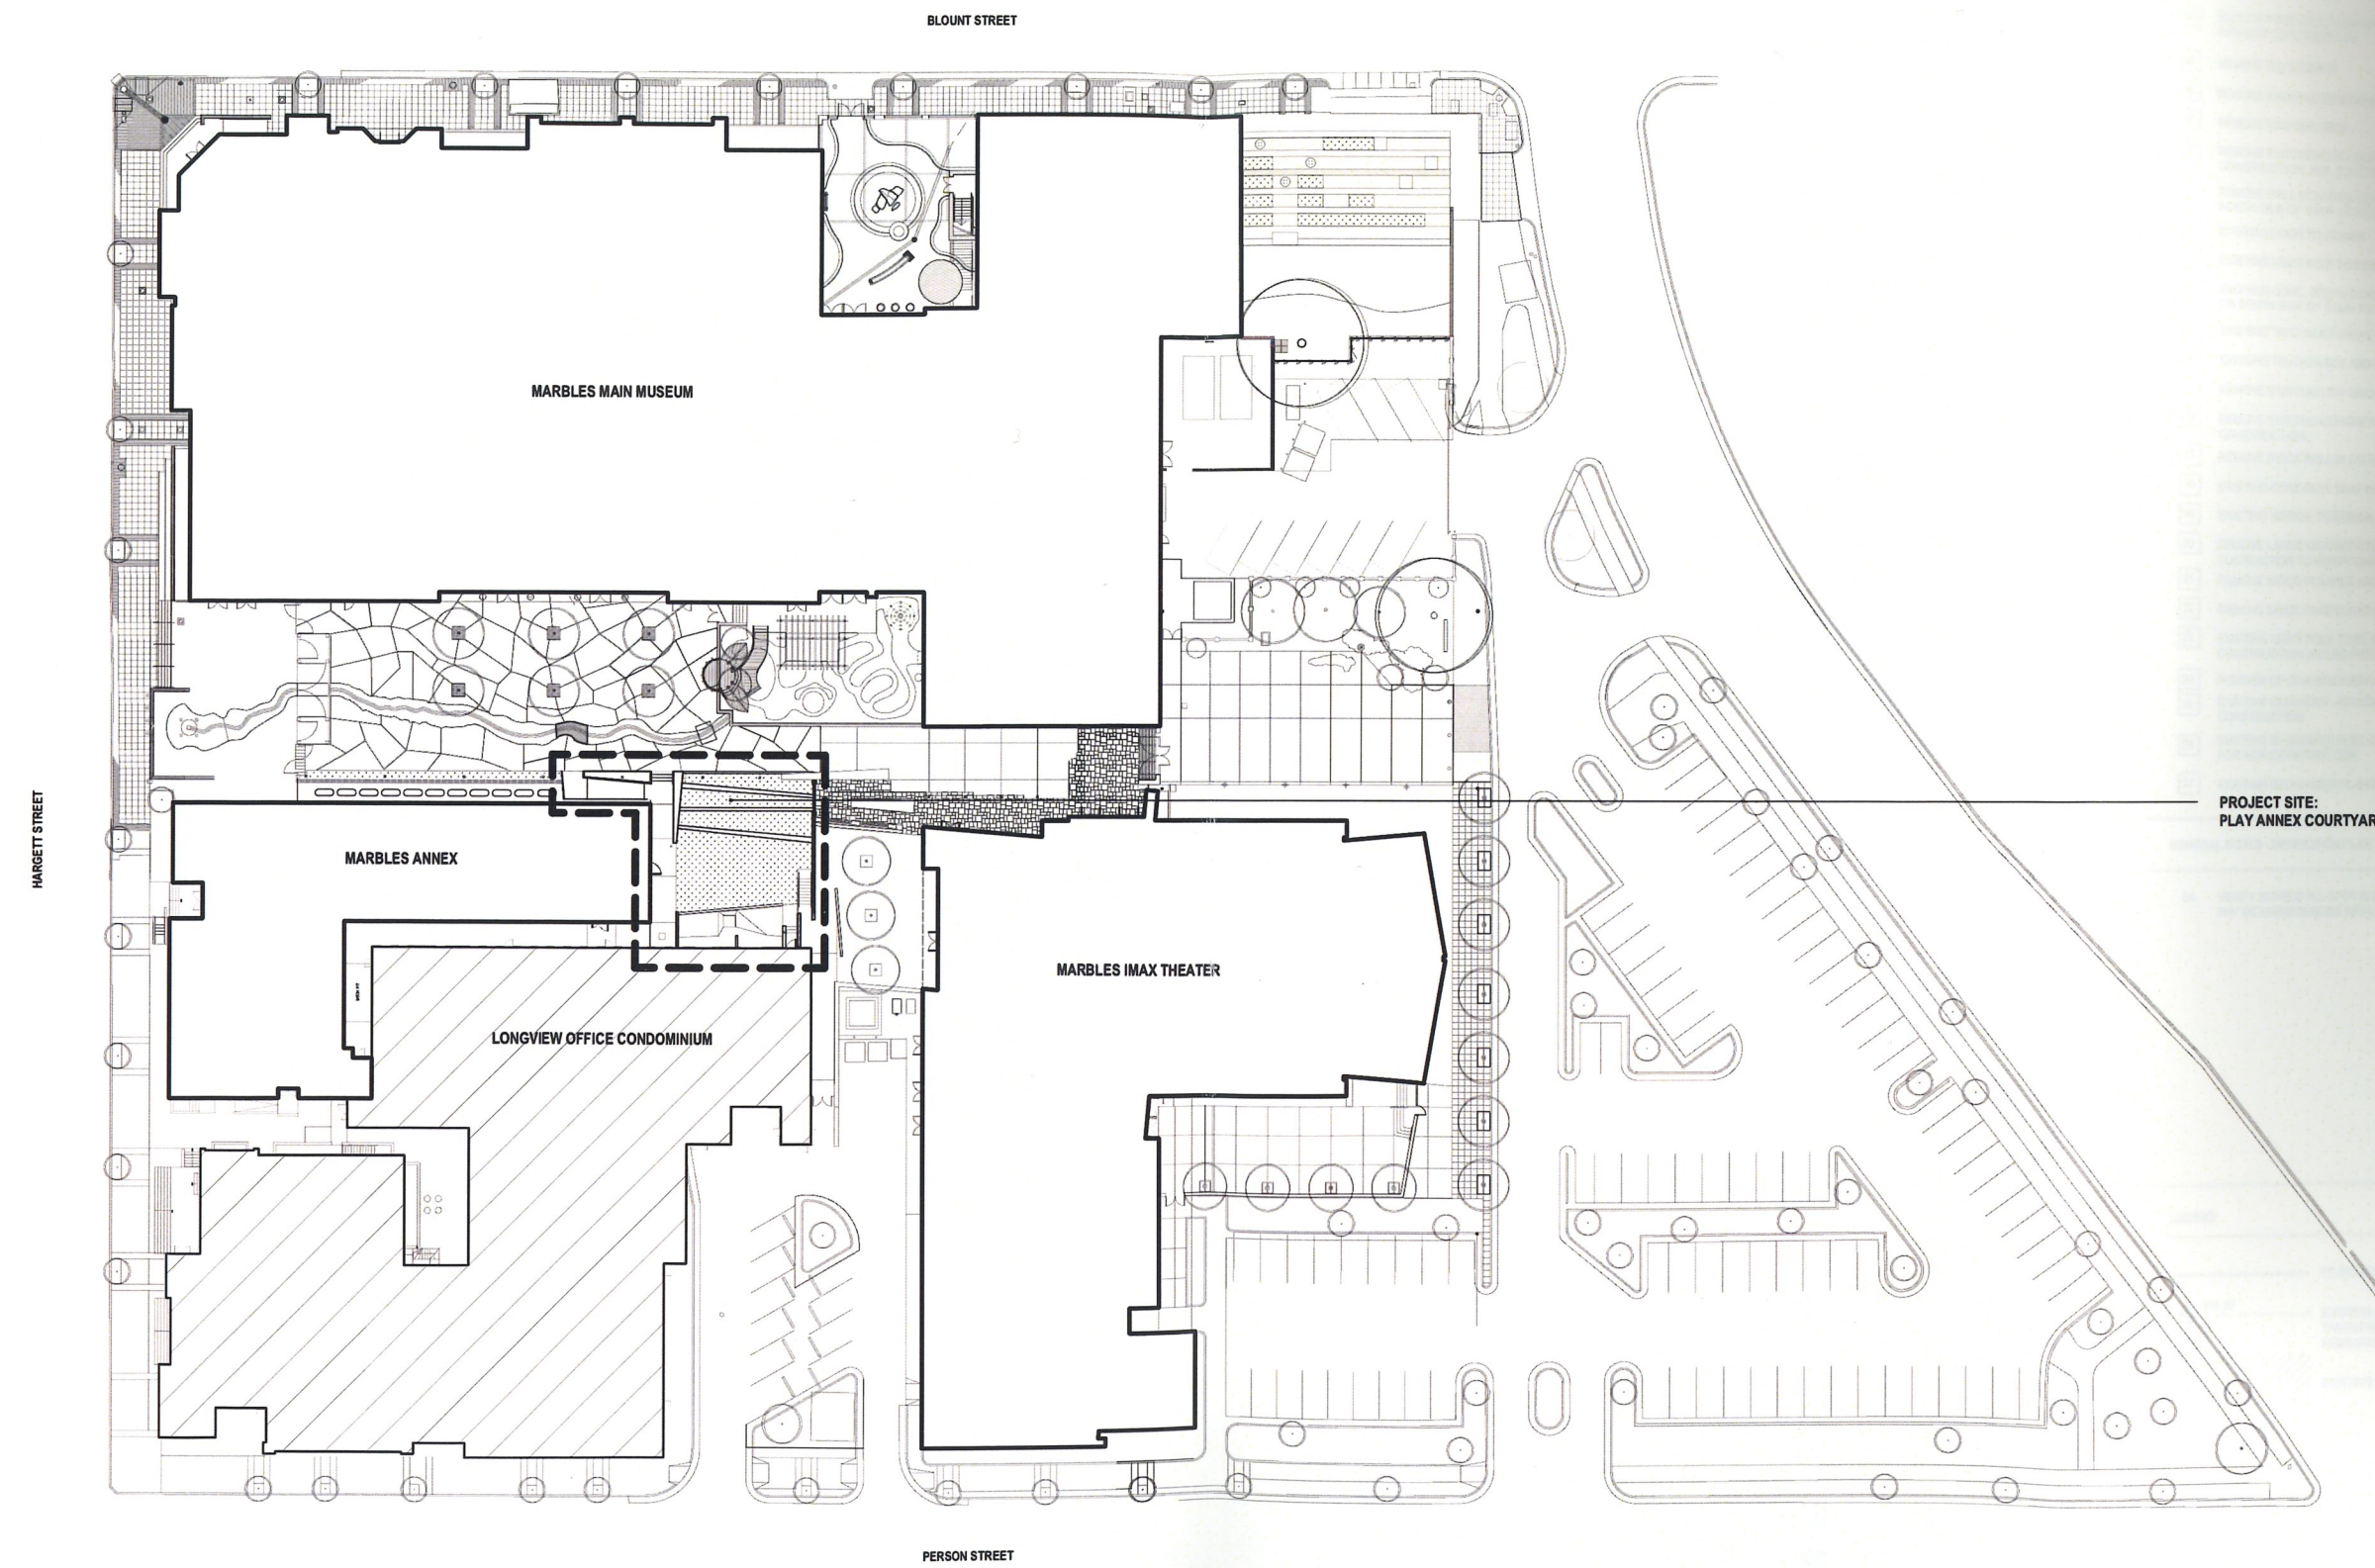 BLOUNT STREET
MARBLES MAIN MUSEUM
HARGETT STREET
PROJECT SITE:
PLAY ANNEX COURTYAR
MARBLES ANNEX
MARBLES IMAX THEATER
LONGVIEW OFFICE CONDOMINIUM
PERSON STREET